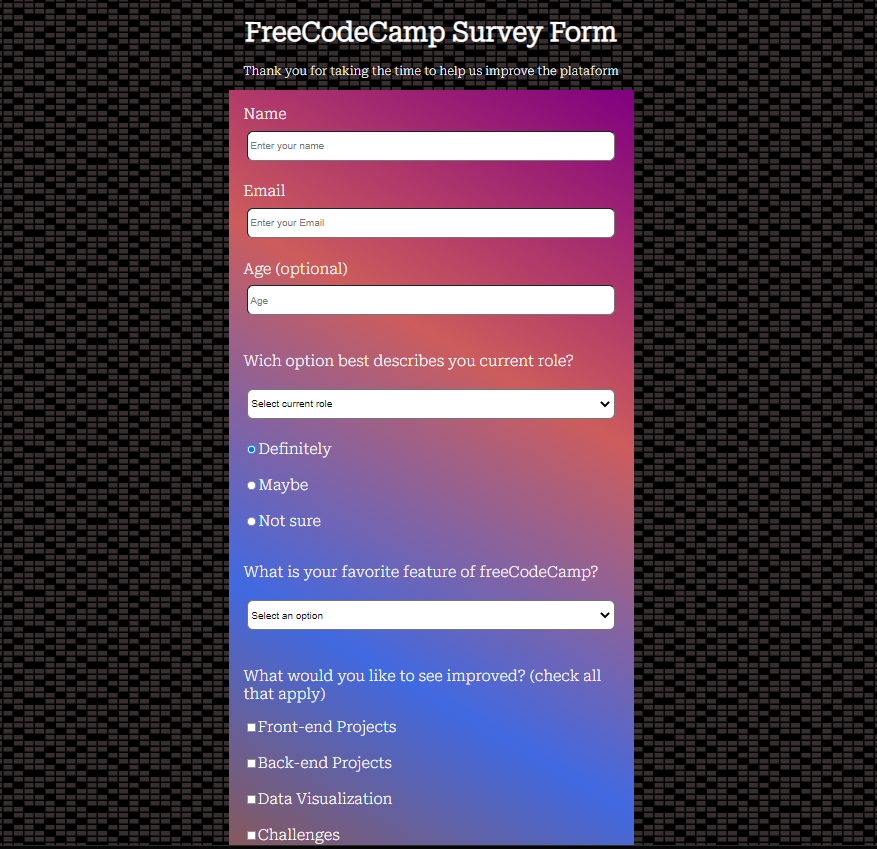 FreeCodeCamp Survey Form
Thank you for taking the time to help us improve the plataform
Name
Enter your name
Email
Enter your Email
Age (optional)
Age
Wich option best describes you current role?
Select current role
Definitely
Maybe
Not sure
What is your favorite feature of freeCodeCamp?
Select an option
What would you like to see improved? (check all
that apply)
Front-end Projects
Back-end Projects
Data Visualization
Challenges